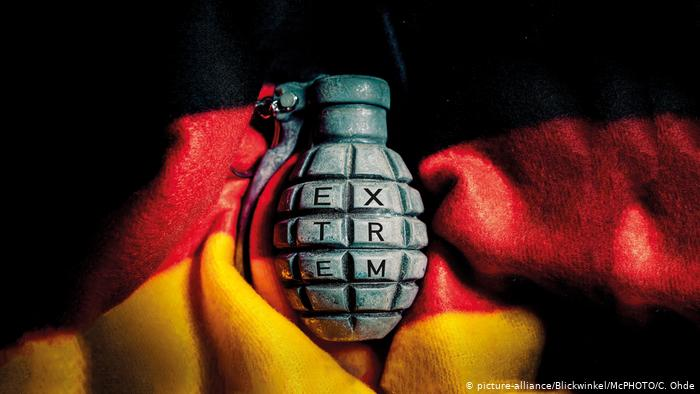 E X
T R
E M
© picture-alliance/Blickwinkel/McPHOTO/C. Ohde